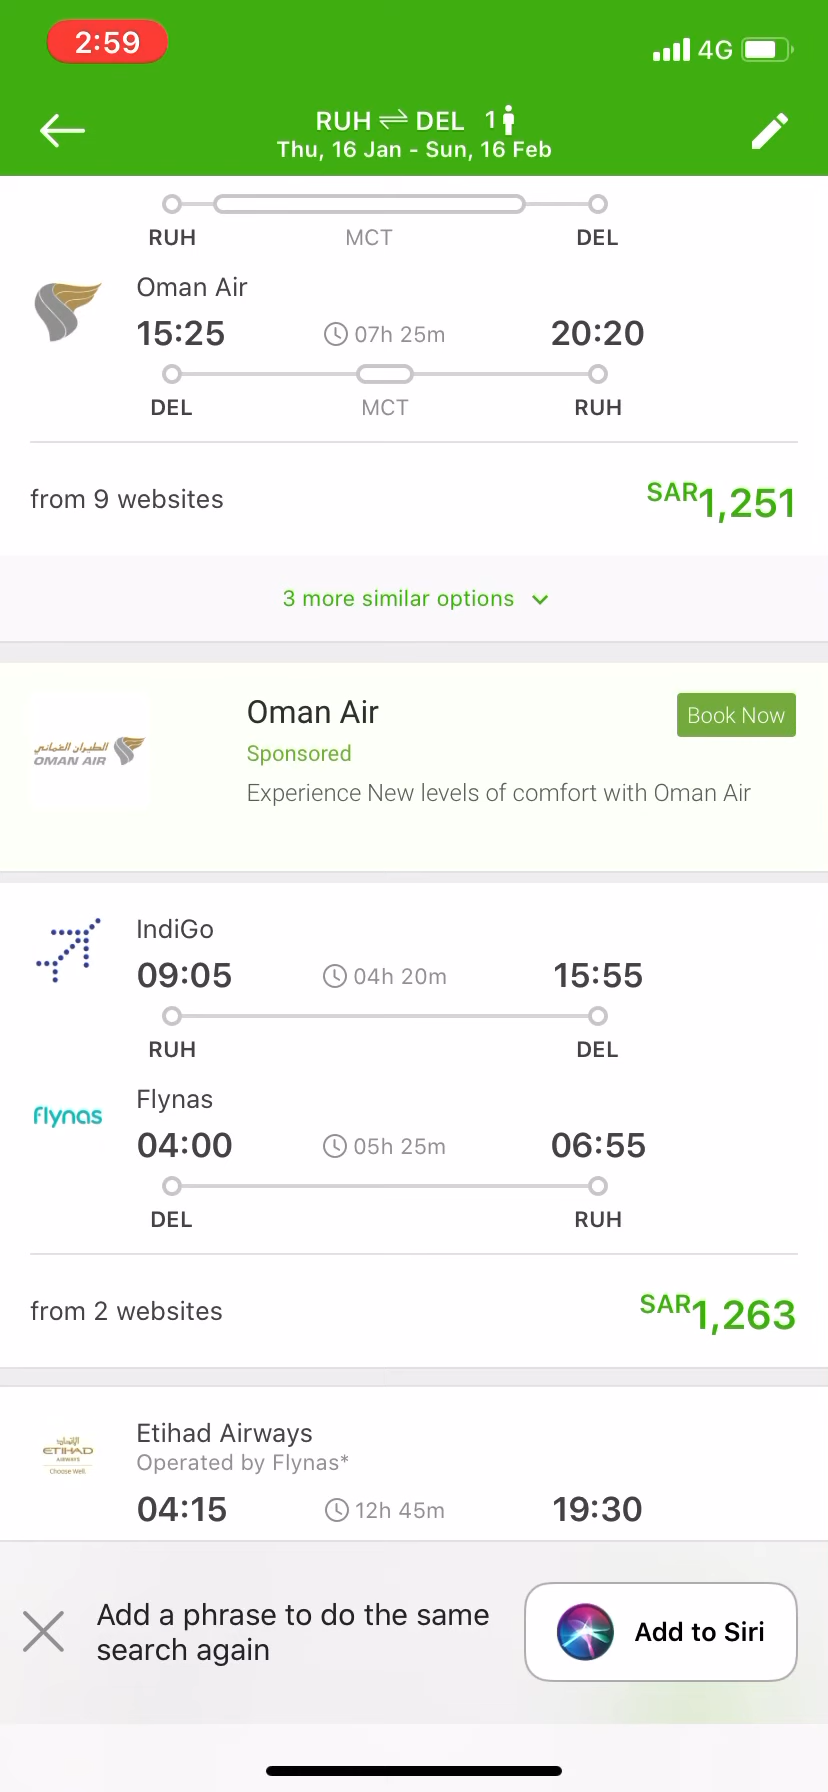 2:59
4G
RUH ⇌ DEL 1
Thu, 16 Jan - Sun, 16 Feb
RUH MCT DEL
Oman Air
15:25 07h 25m 20:20
DEL MCT RUH
from 9 websites SAR1,251
3 more similar options
Oman Air
Book Now
Sponsored
الطيران العُماني
OMAN AIR
Experience New levels of comfort with Oman Air
IndiGo
09:05 04h 20m 15:55
RUH DEL
flynas
Flynas
04:00 05h 25m 06:55
DEL RUH
from 2 websites SAR1,263
الإتحاد
ETIHAD
AIRWAYS
Choose Well.
Etihad Airways
Operated by Flynas*
04:15 12h 45m 19:30
Add a phrase to do the same
search again
Add to Siri